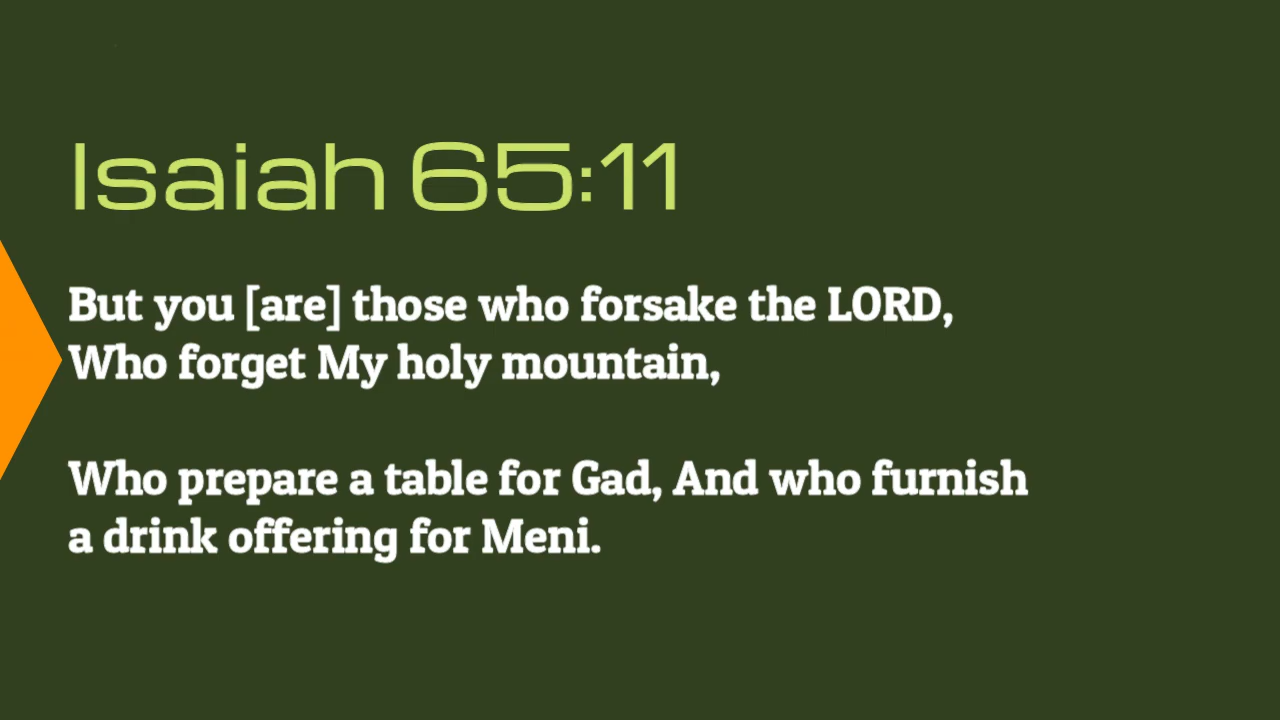 Isaiah 65:11
But you [are] those who forsake the LORD,
Who forget My holy mountain,
Who prepare a table for Gad, And who furnish
a drink offering for Meni.